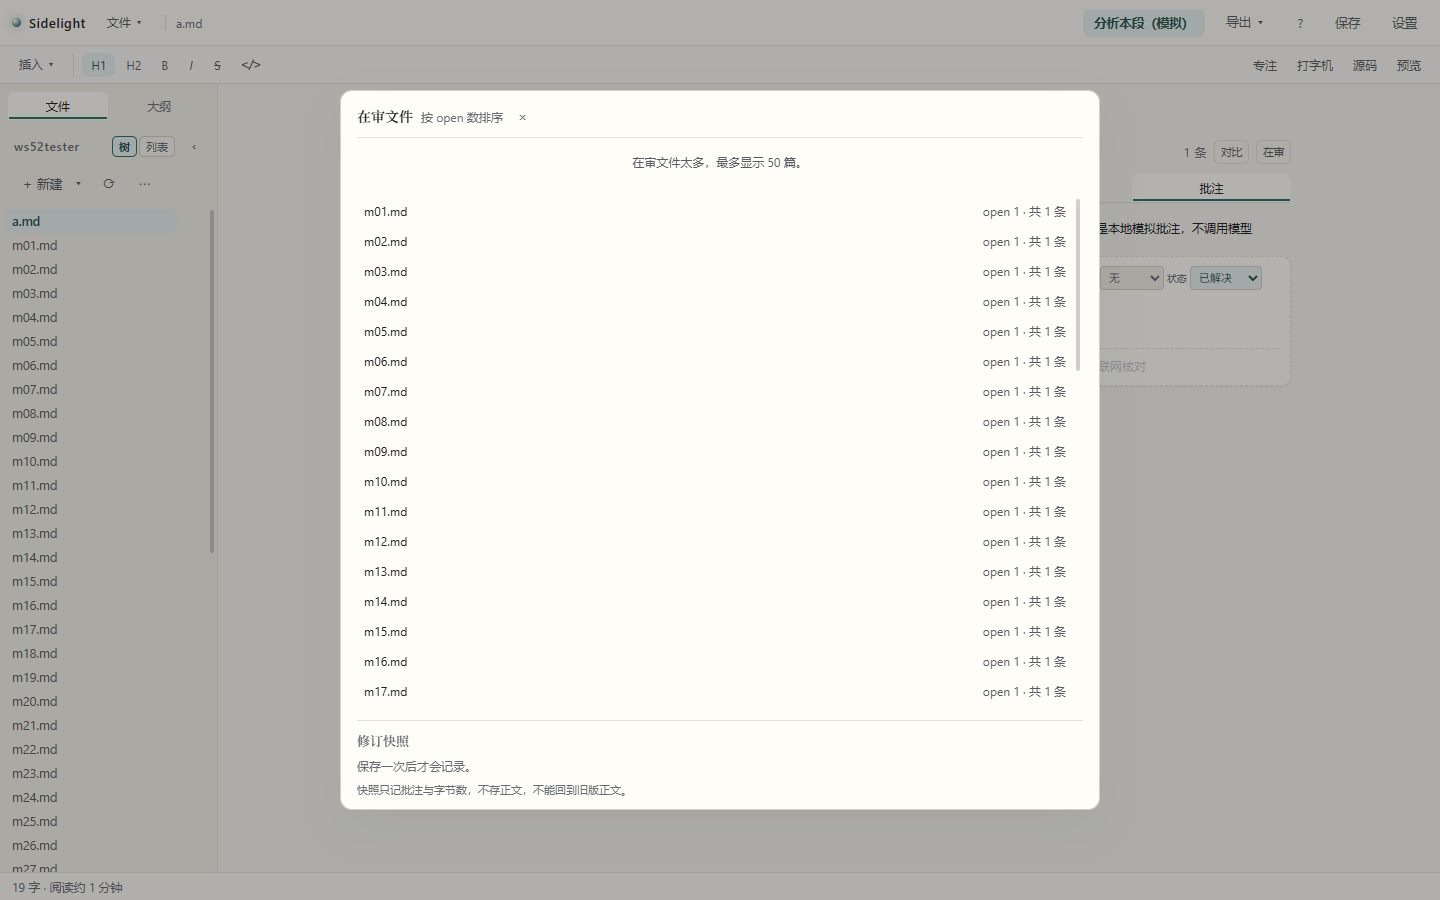 Sidelight 文件 a.md 分析本段（模拟） 导出 ? 保存 设置
插入 H1 H2 B I S </> 专注 打字机 源码 预览
文件 大纲
ws52tester 树 列表
+ 新建 ...
a.md
m01.md
m02.md
m03.md
m04.md
m05.md
m06.md
m07.md
m08.md
m09.md
m10.md
m11.md
m12.md
m13.md
m14.md
m15.md
m16.md
m17.md
m18.md
m19.md
m20.md
m21.md
m22.md
m23.md
m24.md
m25.md
m26.md
m27.md
在审文件 按 open 数排序 ×
在审文件太多，最多显示 50 篇。
m01.md open 1 · 共 1 条
m02.md open 1 · 共 1 条
m03.md open 1 · 共 1 条
m04.md open 1 · 共 1 条
m05.md open 1 · 共 1 条
m06.md open 1 · 共 1 条
m07.md open 1 · 共 1 条
m08.md open 1 · 共 1 条
m09.md open 1 · 共 1 条
m10.md open 1 · 共 1 条
m11.md open 1 · 共 1 条
m12.md open 1 · 共 1 条
m13.md open 1 · 共 1 条
m14.md open 1 · 共 1 条
m15.md open 1 · 共 1 条
m16.md open 1 · 共 1 条
m17.md open 1 · 共 1 条
修订快照
保存一次后才会记录。
快照只记批注与字节数，不存正文，不能回到旧版正文。
1 条 对比 在审
批注
是本地模拟批注，不调用模型
无 状态 已解决
联网核对
19 字 · 阅读约 1 分钟